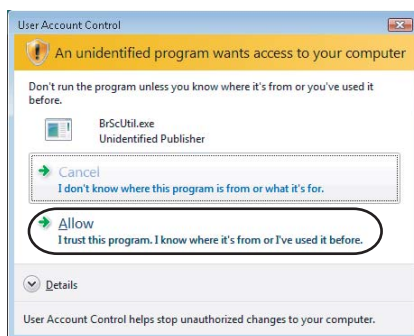 User Account Control
An unidentified program wants access to your computer
Don't run the program unless you know where it's from or you've used it
before.
BrScUtil.exe
Unidentified Publisher
Cancel
I don't know where this program is from or what it's for.
Allow
I trust this program. I know where it's from or I've used it before.
Details
User Account Control helps stop unauthorized changes to your computer.